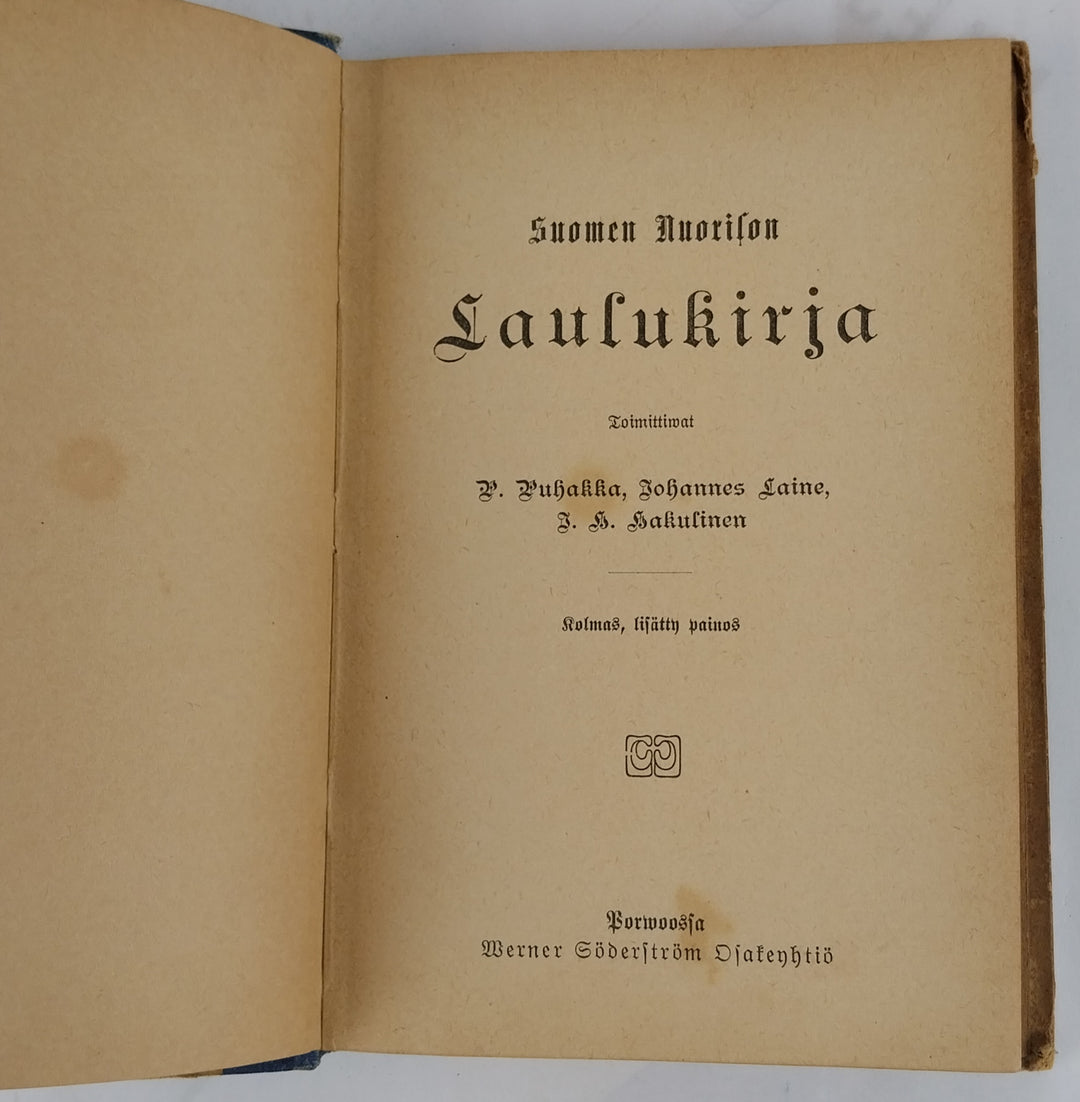 Suomen Nuorison
Laulukirja
Toimittiwat
P. Puhakka, Johannes Laine,
J. H. Hakulinen
Kolmas, lisätty painos
Porwoossa
Werner Söderström Osakeyhtiö